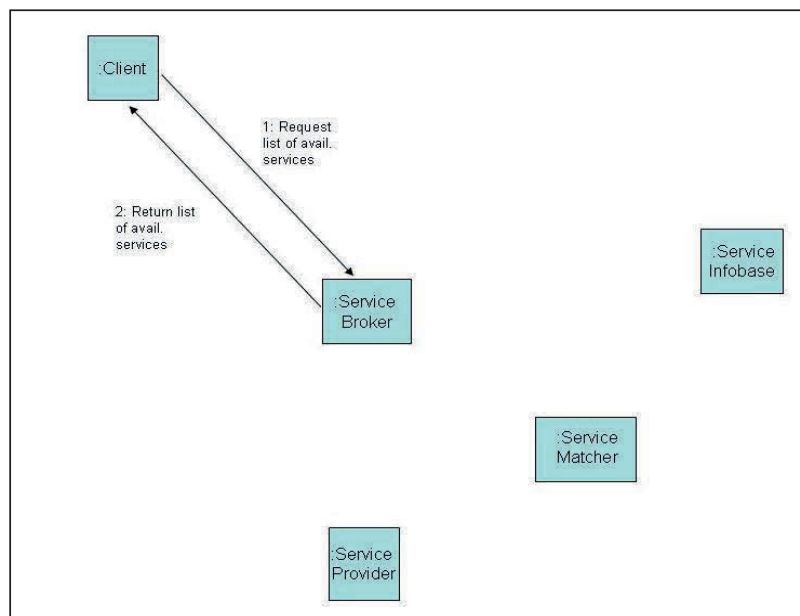 :Client
1: Request
list of avail.
services
2: Return list
of avail.
services
:Service
Infobase
:Service
Broker
:Service
Matcher
:Service
Provider